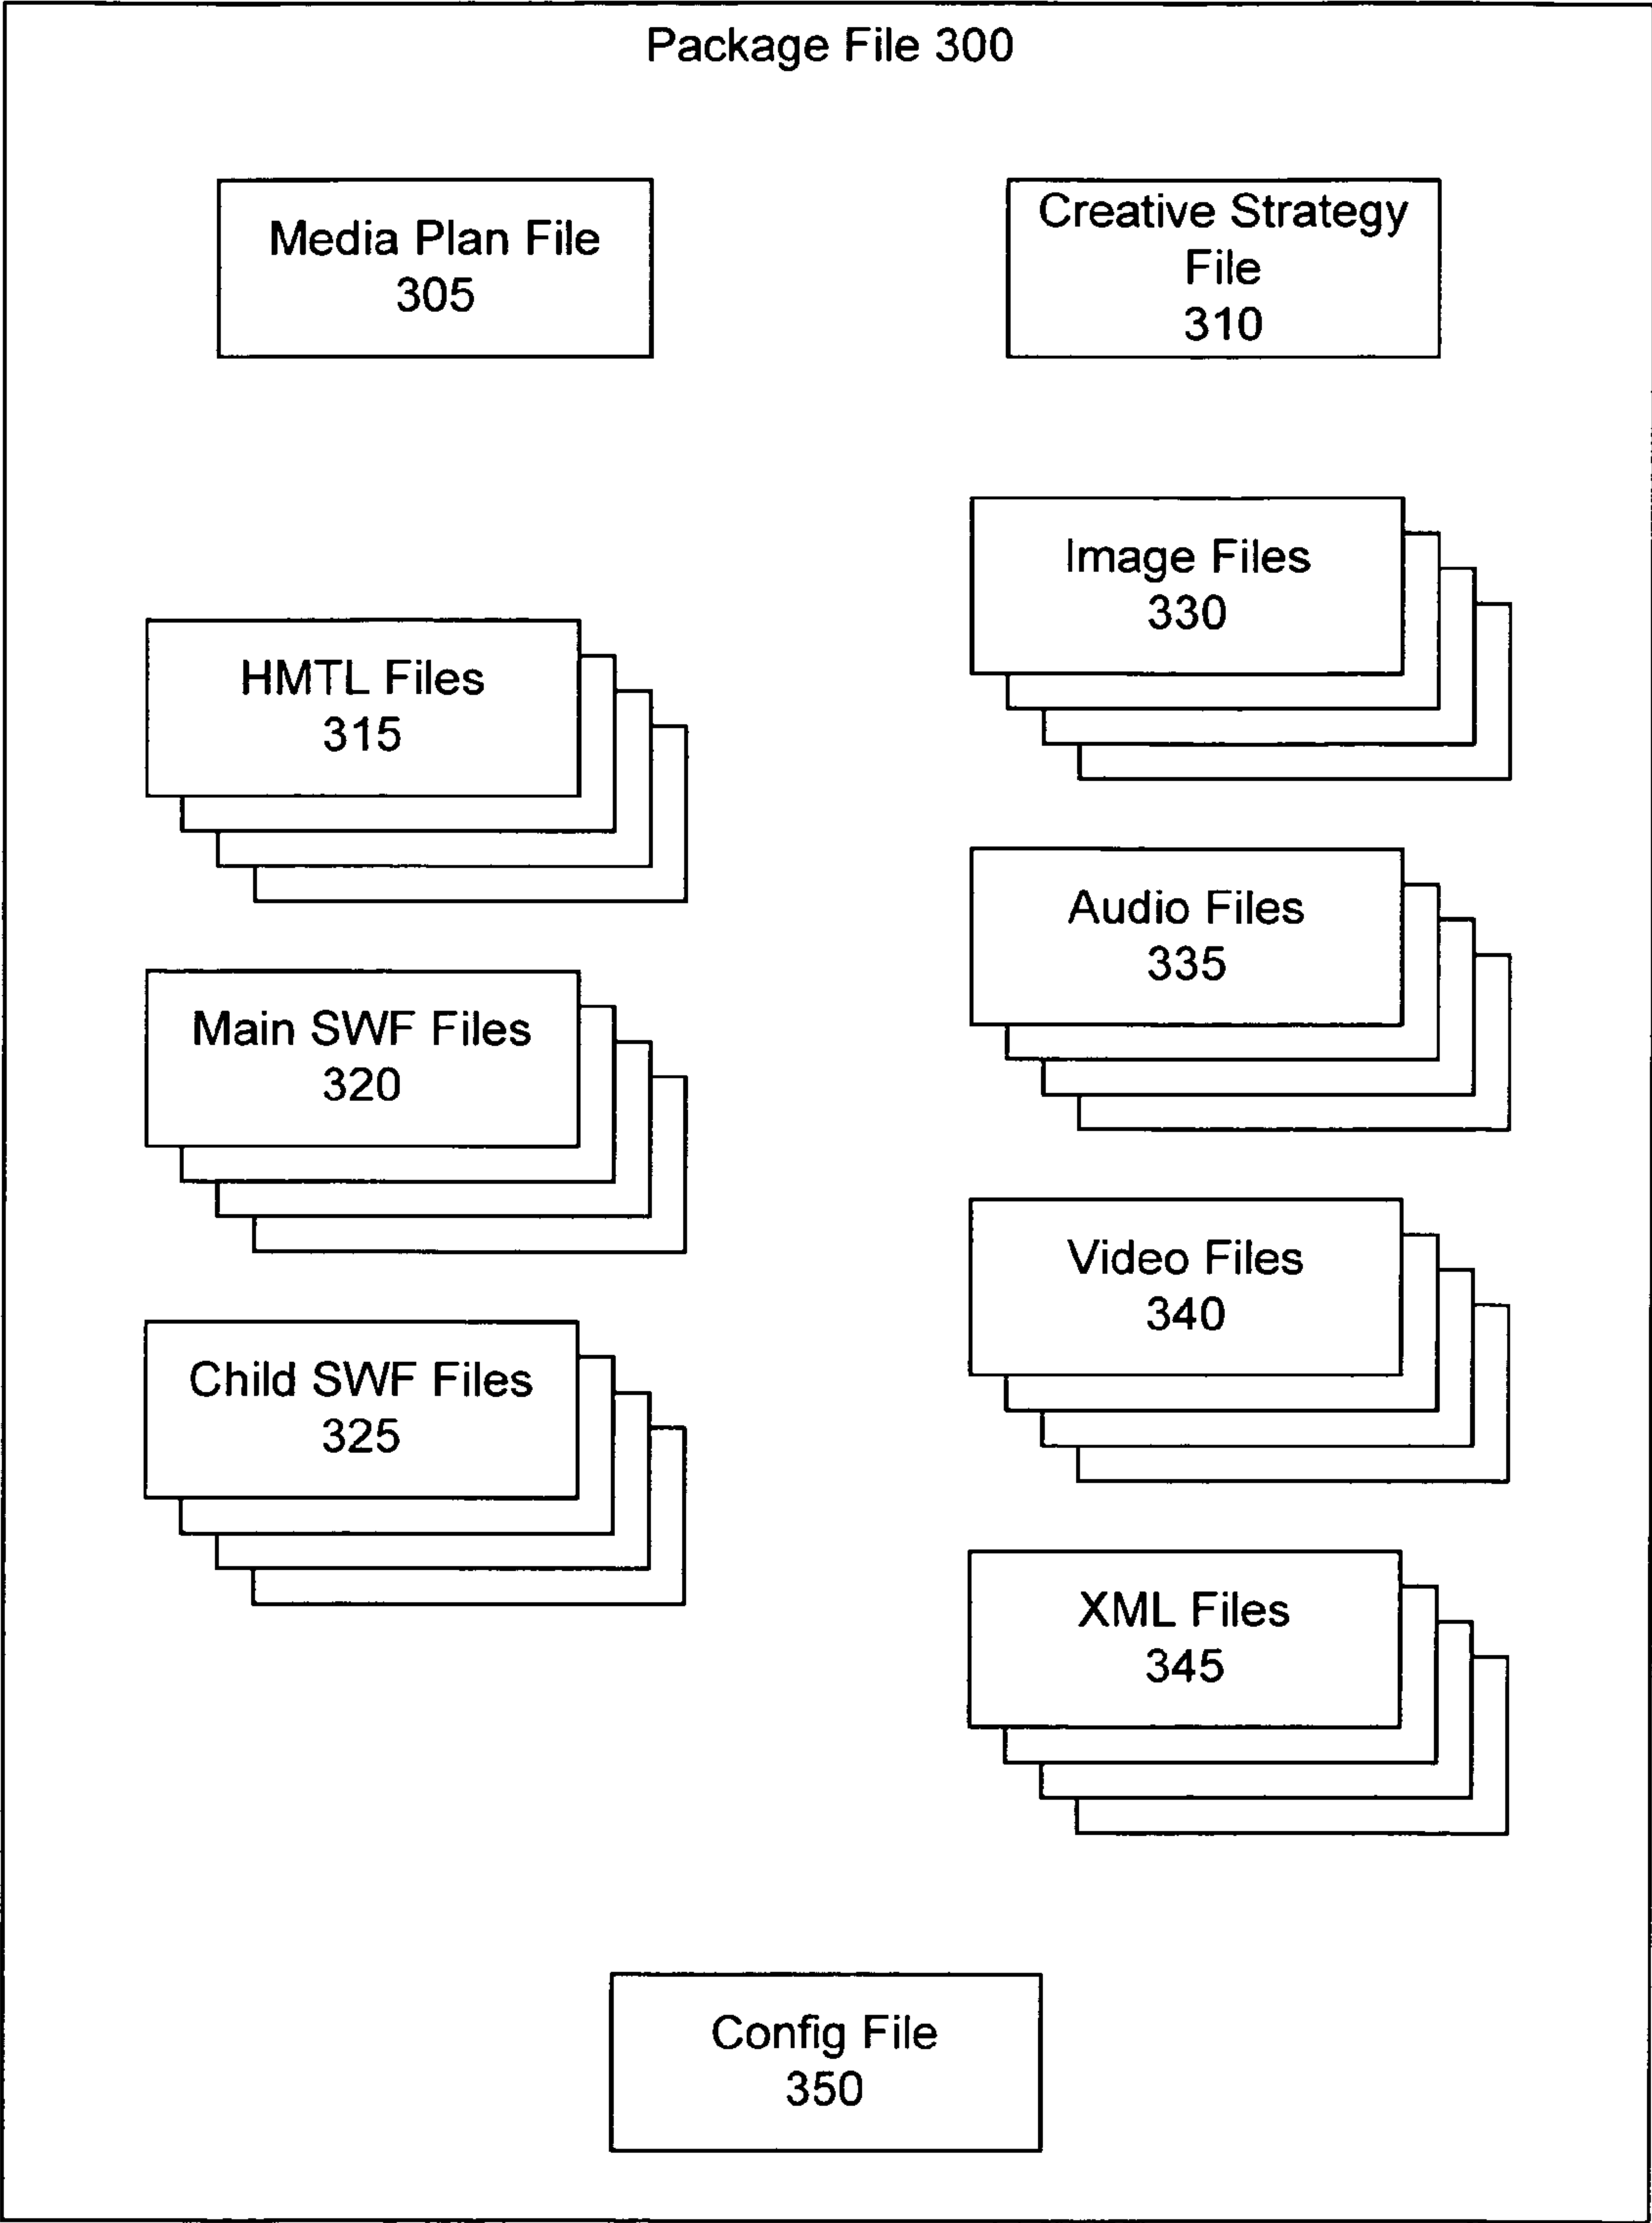 Package File 300
Media Plan File
305
Creative Strategy
File
310
HMTL Files
315
Main SWF Files
320
Child SWF Files
325
Image Files
330
Audio Files
335
Video Files
340
XML Files
345
Config File
350